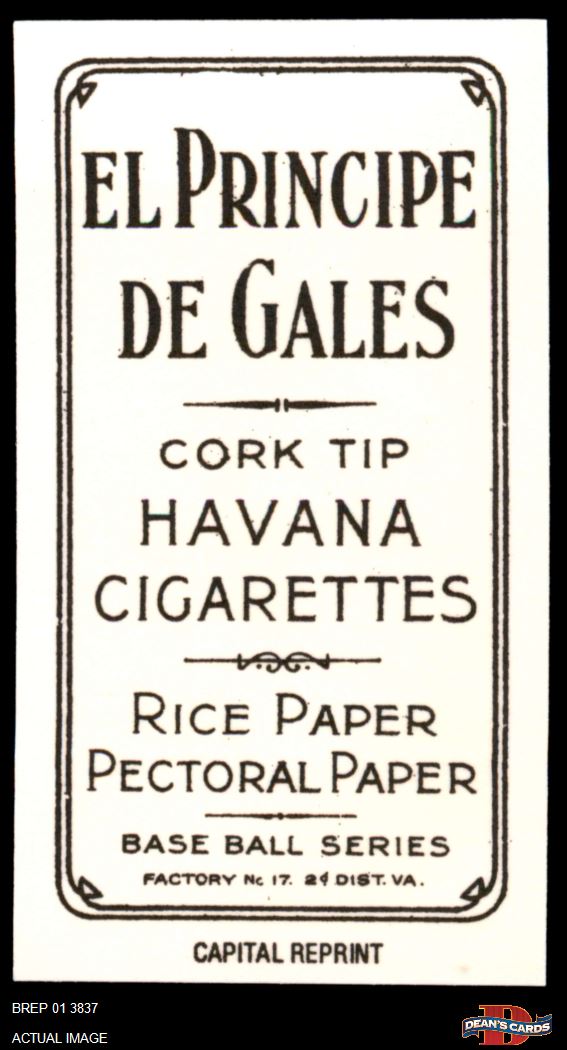 EL PRINCIPE
DE GALES
CORK TIP
HAVANA
CIGARETTES
RICE PAPER
PECTORAL PAPER
BASE BALL SERIES
FACTORY No 17. 2d DIST. VA.
CAPITAL REPRINT
BREP 01 3837
ACTUAL IMAGE
D
DEAN'S CARDS